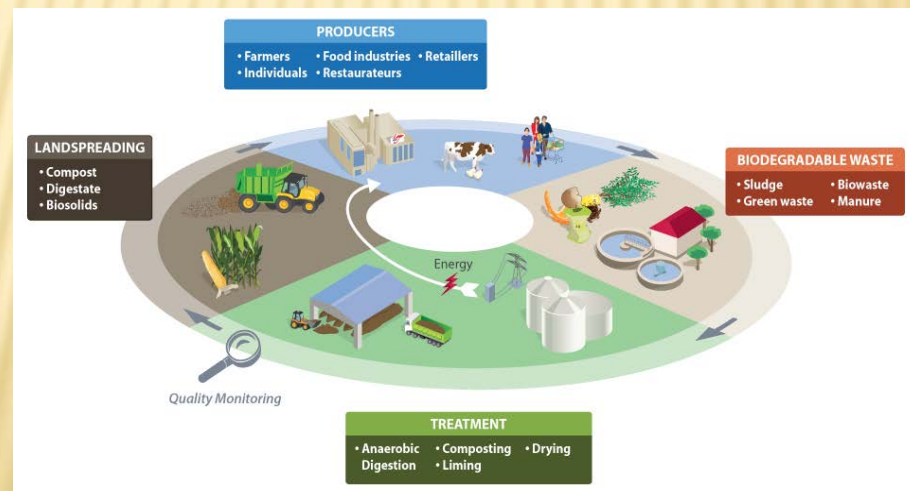 PRODUCERS
• Farmers • Food industries • Retaillers
• Individuals • Restaurateurs
LANDSPREADING
• Compost
• Digestate
• Biosolids
BIODEGRADABLE WASTE
• Sludge • Biowaste
• Green waste • Manure
Energy
Quality Monitoring
TREATMENT
• Anaerobic • Composting • Drying
Digestion • Liming